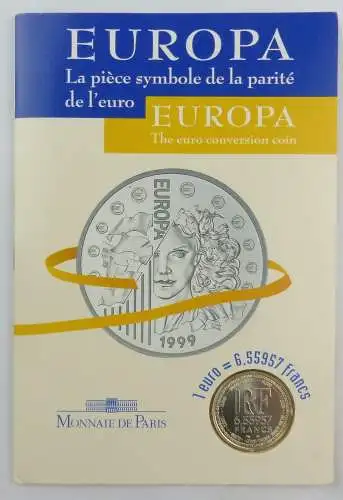 EUROPA
La pièce symbole de la parité
de l'euro
EUROPA
The euro conversion coin
EUROPA
1999
1 euro = 6,55957 Francs
RF
6,55957
FRANCS
MONNAIE DE PARIS